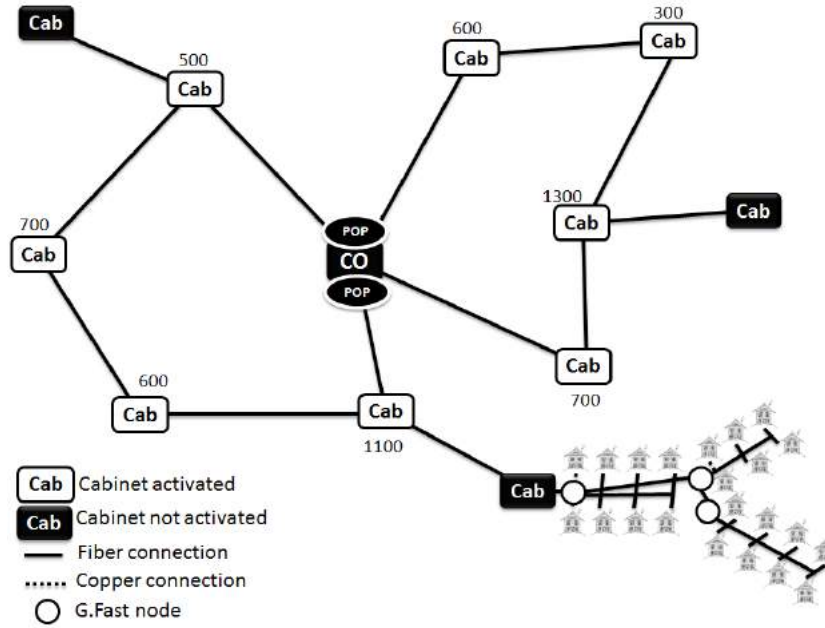 Cab
500
Cab
700
Cab
600
Cab
1100
Cab
POP
CO
POP
600
Cab
300
Cab
1300
Cab
Cab
Cab
700
Cab
Cab Cabinet activated
Cab Cabinet not activated
Fiber connection
Copper connection
G.Fast node